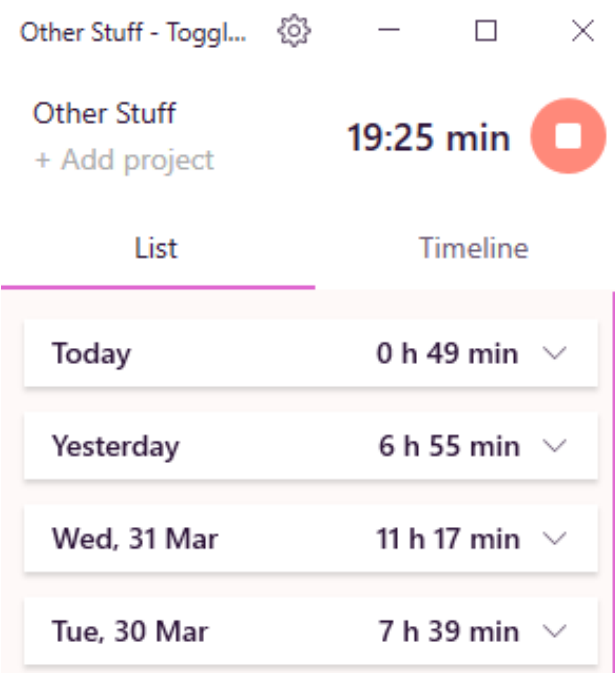 Other Stuff - Toggl...
Other Stuff
19:25 min
+ Add project
List
Timeline
Today
0 h 49 min
Yesterday
6 h 55 min
Wed, 31 Mar
11 h 17 min
Tue, 30 Mar
7 h 39 min